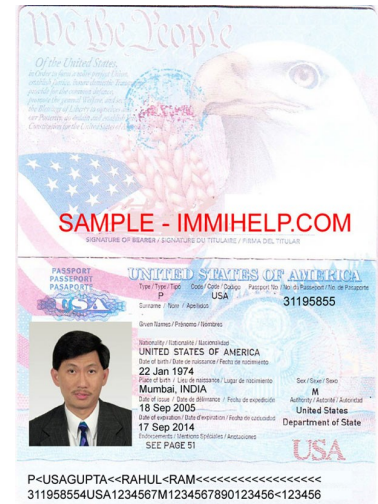 We the People
Of the United States,
SAMPLE - IMMIHELP.COM
SIGNATURE OF BEARER / SIGNATURE DU TITULAIRE / FIRMA DEL TITULAR
PASSPORT
PASSEPORT
PASAPORTE
USA
UNITED STATES OF AMERICA
Type / Type / Tipo Code / Code / Código Passport No / No. du Passeport / No. de Pasaporte
P USA 31195855
Surname / Nom / Apellidos
Given Names / Prénoms / Nombres
Nationality / Nationalité / Nacionalidad
UNITED STATES OF AMERICA
Date of birth / Date de naissance / Fecha de nacimiento
22 Jan 1974
Place of birth / Lieu de naissance / Lugar de nacimiento Sex / Sexe / Sexo
Mumbai, INDIA M
Date of issue / Date de délivrance / Fecha de expedición Authority / Autorité / Autoridad
18 Sep 2005 United States
Date of expiration / Date d'expiration / Fecha de caducidad Department of State
17 Sep 2014
Endorsements / Mentions Spéciales / Anotaciones
SEE PAGE 51
USA
P<USAGUPTA<<RAHUL<RAM<<<<<<<<<<<<<<<<<<<
311958554USA1234567M12345678901234566<123456